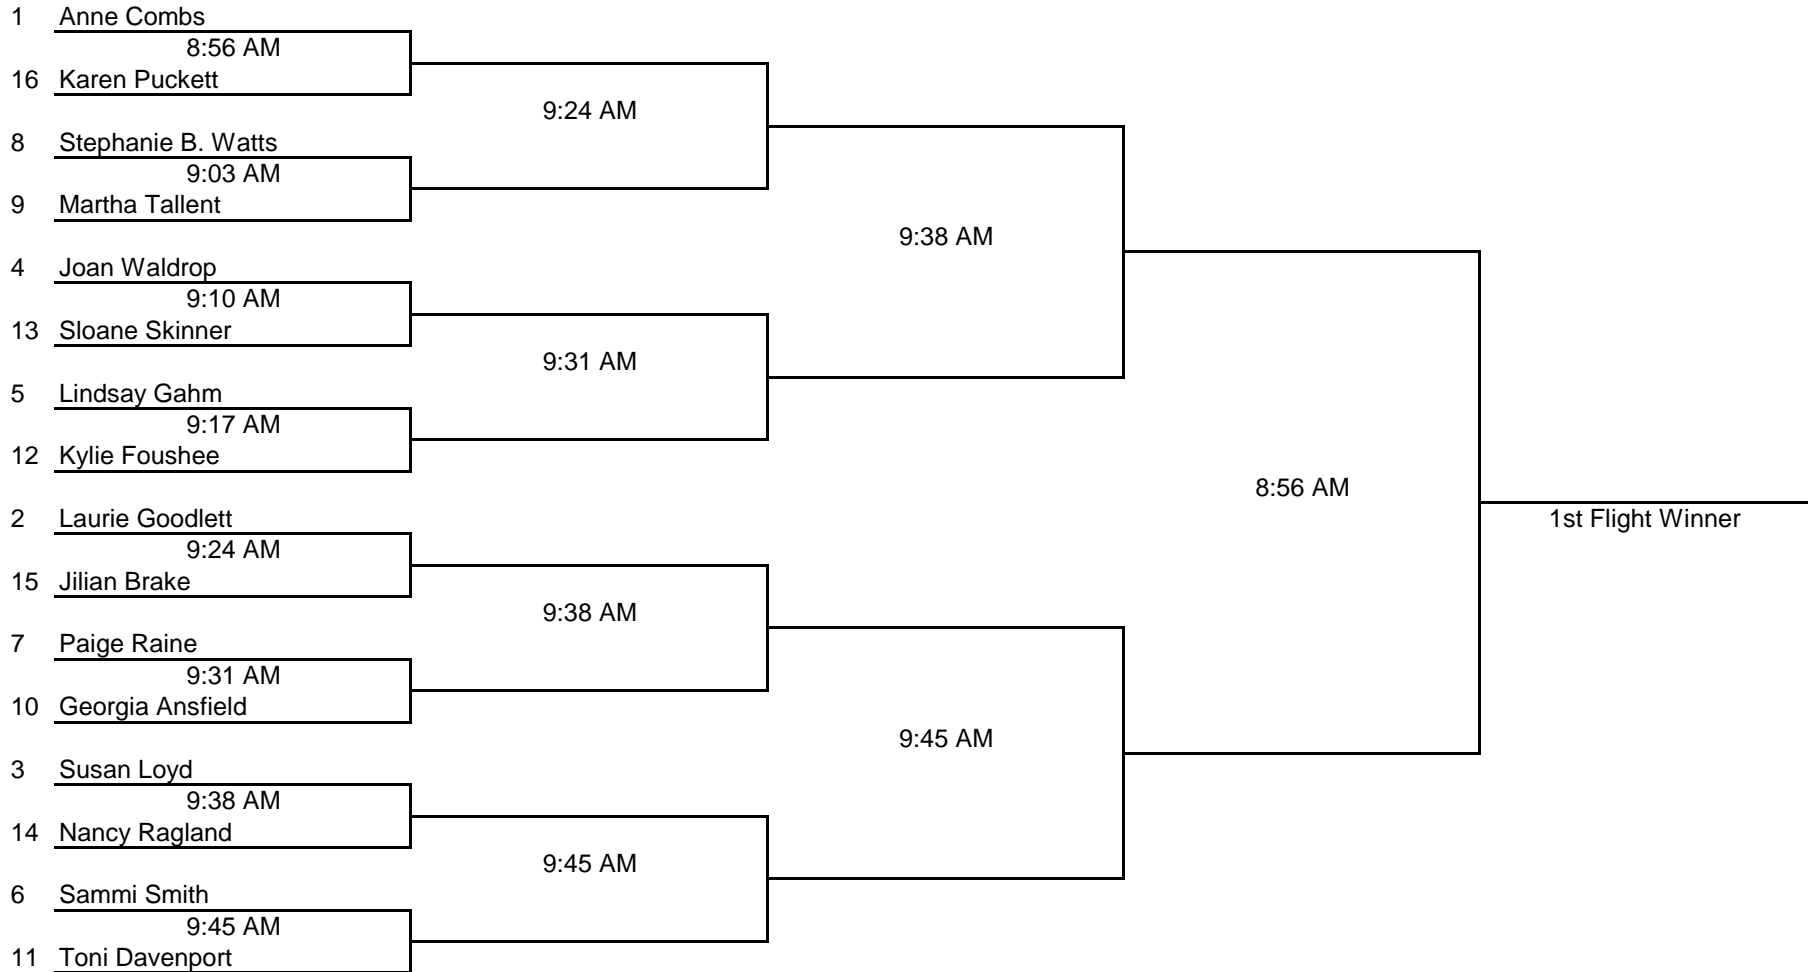 1 Anne Combs
8:56 AM
16 Karen Puckett
9:24 AM
8 Stephanie B. Watts
9:03 AM
9 Martha Tallent
9:38 AM
4 Joan Waldrop
9:10 AM
13 Sloane Skinner
9:31 AM
5 Lindsay Gahm
9:17 AM
12 Kylie Foushee
8:56 AM
2 Laurie Goodlett
1st Flight Winner
9:24 AM
15 Jilian Brake
9:38 AM
7 Paige Raine
9:31 AM
10 Georgia Ansfield
9:45 AM
3 Susan Loyd
9:38 AM
14 Nancy Ragland
9:45 AM
6 Sammi Smith
9:45 AM
11 Toni Davenport